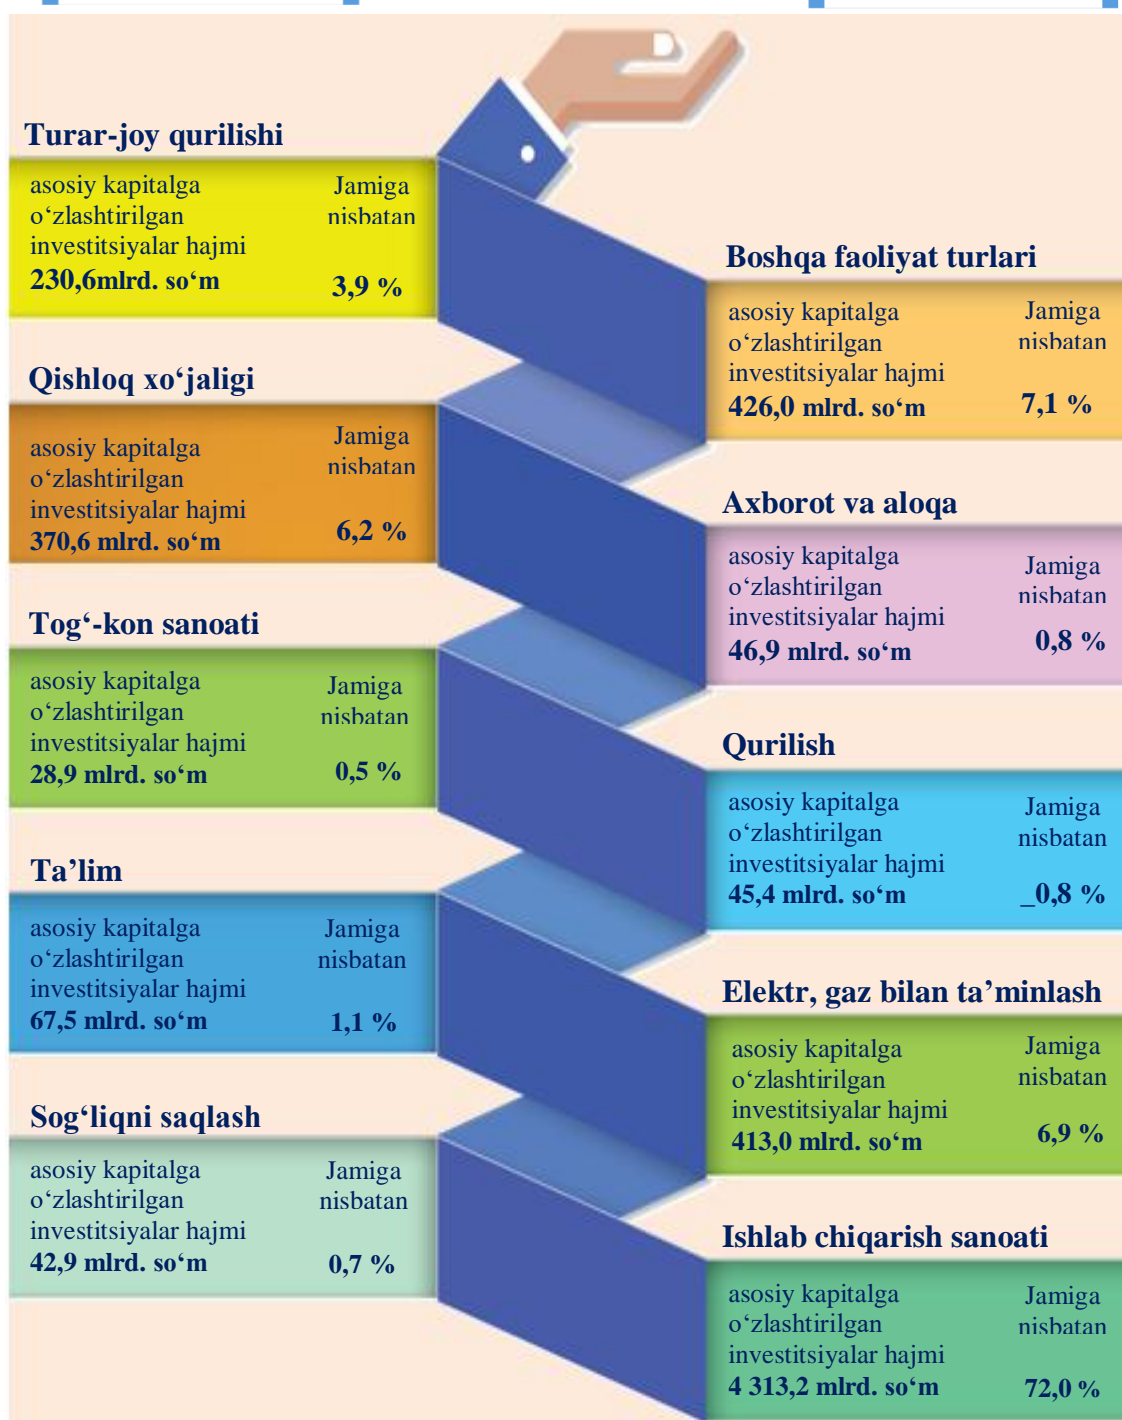 Turar-joy qurilishi
asosiy kapitalga
o‘zlashtirilgan
investitsiyalar hajmi
230,6mlrd. so‘m
Jamiga
nisbatan
3,9 %
Boshqa faoliyat turlari
asosiy kapitalga
o‘zlashtirilgan
investitsiyalar hajmi
426,0 mlrd. so‘m
Jamiga
nisbatan
7,1 %
Qishloq xo‘jaligi
asosiy kapitalga
o‘zlashtirilgan
investitsiyalar hajmi
370,6 mlrd. so‘m
Jamiga
nisbatan
6,2 %
Axborot va aloqa
asosiy kapitalga
o‘zlashtirilgan
investitsiyalar hajmi
46,9 mlrd. so‘m
Jamiga
nisbatan
0,8 %
Tog‘-kon sanoati
asosiy kapitalga
o‘zlashtirilgan
investitsiyalar hajmi
28,9 mlrd. so‘m
Jamiga
nisbatan
0,5 %
Qurilish
asosiy kapitalga
o‘zlashtirilgan
investitsiyalar hajmi
45,4 mlrd. so‘m
Jamiga
nisbatan
_0,8 %
Ta’lim
asosiy kapitalga
o‘zlashtirilgan
investitsiyalar hajmi
67,5 mlrd. so‘m
Jamiga
nisbatan
1,1 %
Elektr, gaz bilan ta’minlash
asosiy kapitalga
o‘zlashtirilgan
investitsiyalar hajmi
413,0 mlrd. so‘m
Jamiga
nisbatan
6,9 %
Sog‘liqni saqlash
asosiy kapitalga
o‘zlashtirilgan
investitsiyalar hajmi
42,9 mlrd. so‘m
Jamiga
nisbatan
0,7 %
Ishlab chiqarish sanoati
asosiy kapitalga
o‘zlashtirilgan
investitsiyalar hajmi
4 313,2 mlrd. so‘m
Jamiga
nisbatan
72,0 %